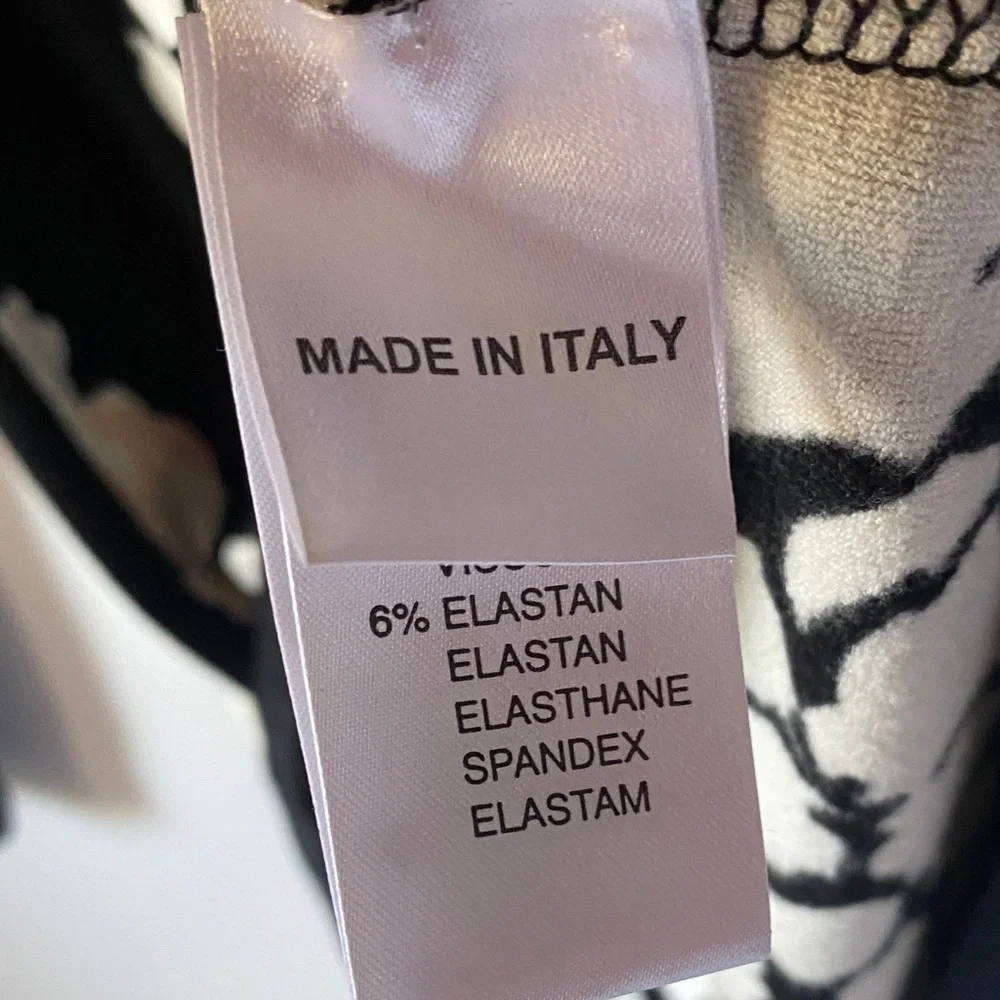 MADE IN ITALY
6% ELASTAN
ELASTAN
ELASTHANE
SPANDEX
ELASTAM